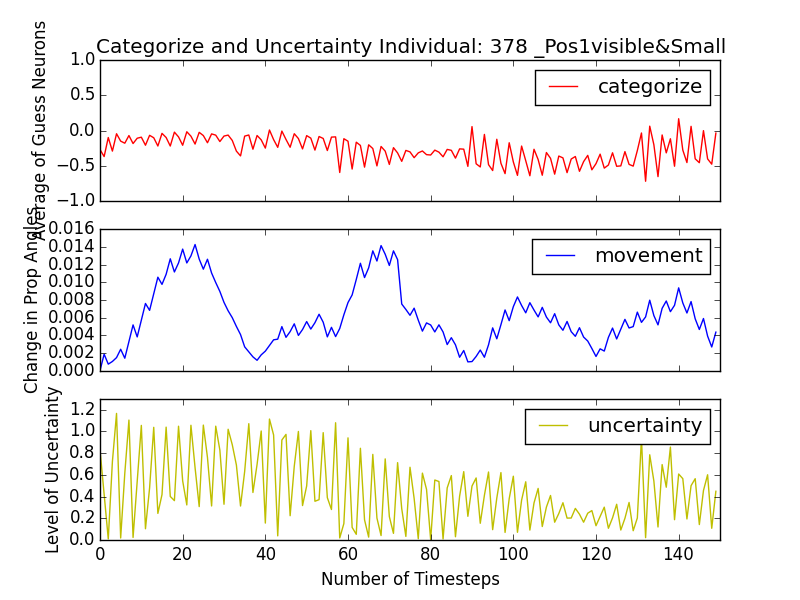 Categorize and Uncertainty Individual: 378 _Pos1visible&Small
Average of Guess Neurons
1.0
0.5
0.0
−0.5
−1.0
categorize
Change in Prop Angles
0.016
0.014
0.012
0.010
0.008
0.006
0.004
0.002
0.000
movement
Level of Uncertainty
1.2
1.0
0.8
0.6
0.4
0.2
0.0
uncertainty
0 20 40 60 80 100 120 140
Number of Timesteps